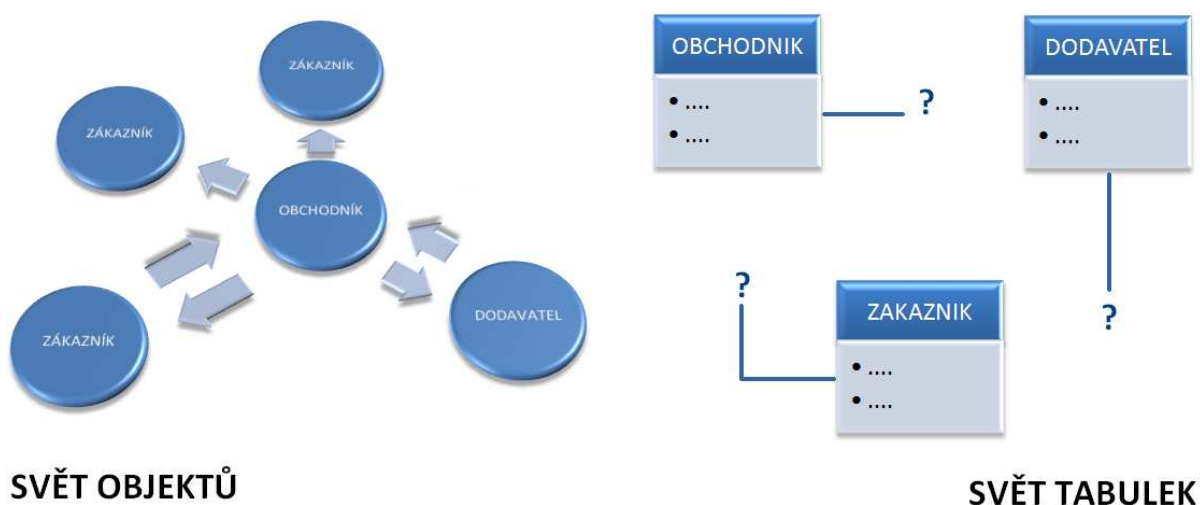 ZÁKAZNÍK
ZÁKAZNÍK
OBCHODNÍK
ZÁKAZNÍK
DODAVATEL
SVĚT OBJEKTŮ
OBCHODNIK
• ....
• ....
?
DODAVATEL
• ....
• ....
?
?
ZAKAZNIK
• ....
• ....
SVĚT TABULEK